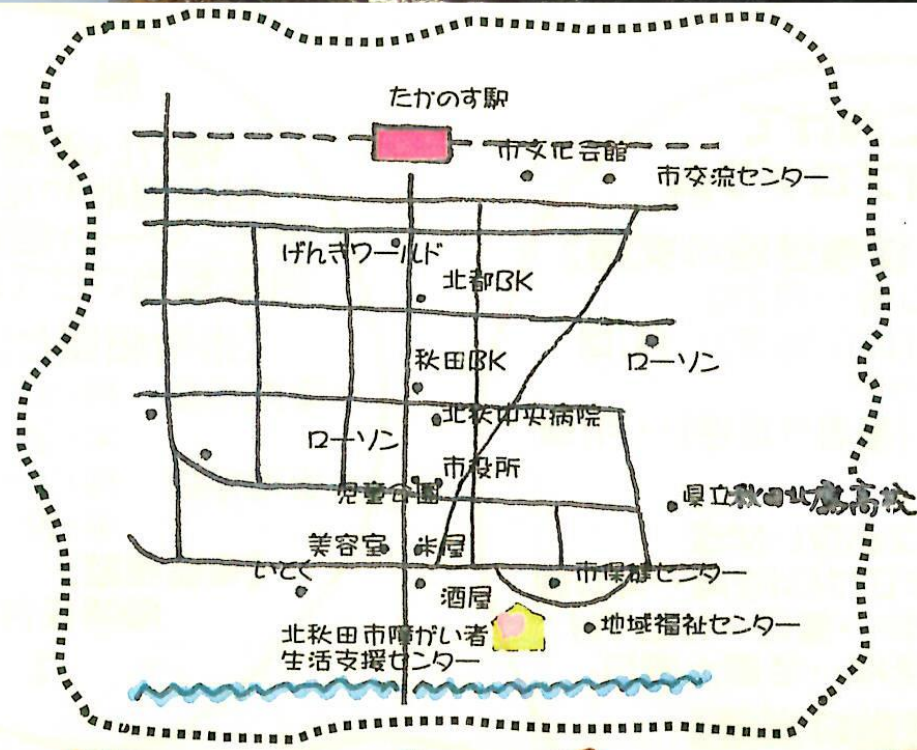 たかのす駅
市文化会館
市交流センター
げんきワールド
北都BK
秋田BK
ローソン
北秋中央病院
ローソン
市役所
児童公園
県立秋田北鷹高校
美容室
米屋
いとく
市保健センター
酒屋
地域福祉センター
北秋田市障がい者
生活支援センター